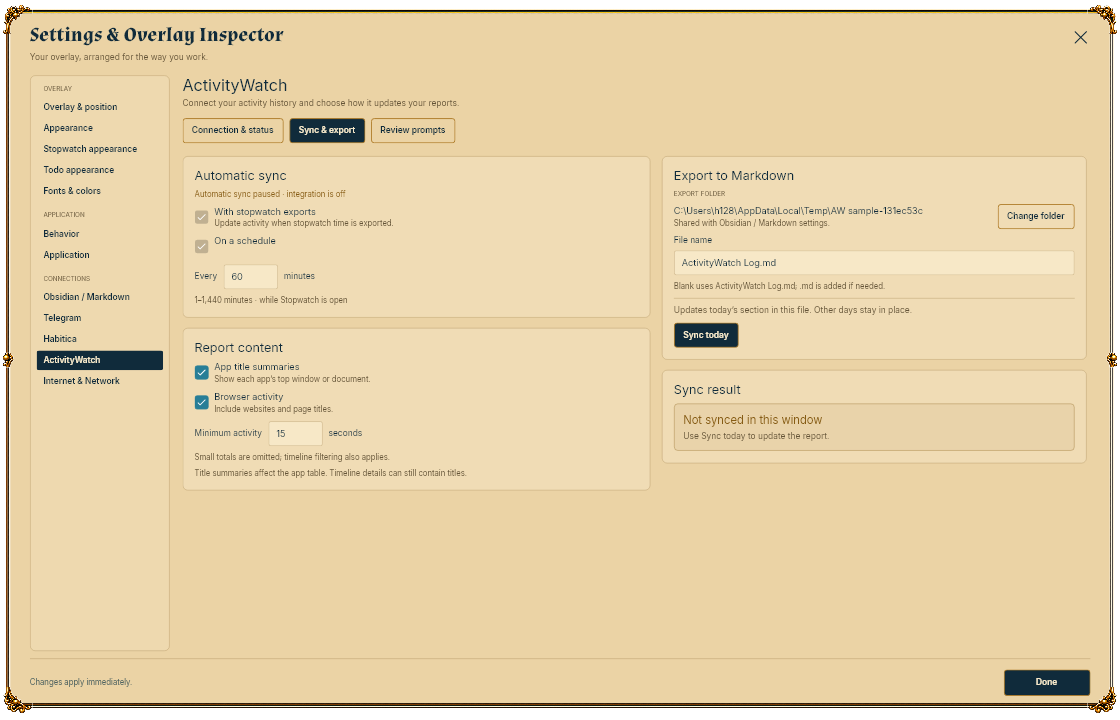 Settings & Overlay Inspector
Your overlay, arranged for the way you work.
OVERLAY
Overlay & position
Appearance
Stopwatch appearance
Todo appearance
Fonts & colors
APPLICATION
Behavior
Application
CONNECTIONS
Obsidian / Markdown
Telegram
Habitica
ActivityWatch
Internet & Network
ActivityWatch
Connect your activity history and choose how it updates your reports.
Connection & status
Sync & export
Review prompts
Automatic sync
Automatic sync paused · integration is off
With stopwatch exports
Update activity when stopwatch time is exported.
On a schedule
Every 60 minutes
1–1,440 minutes · while Stopwatch is open
Report content
App title summaries
Show each app's top window or document.
Browser activity
Include websites and page titles.
Minimum activity 15 seconds
Small totals are omitted; timeline filtering also applies.
Title summaries affect the app table. Timeline details can still contain titles.
Export to Markdown
EXPORT FOLDER
C:\Users\h128\AppData\Local\Temp\AW sample-131ec53c
Shared with Obsidian / Markdown settings.
Change folder
File name
ActivityWatch Log.md
Blank uses ActivityWatch Log.md; .md is added if needed.
Updates today's section in this file. Other days stay in place.
Sync today
Sync result
Not synced in this window
Use Sync today to update the report.
Changes apply immediately.
Done